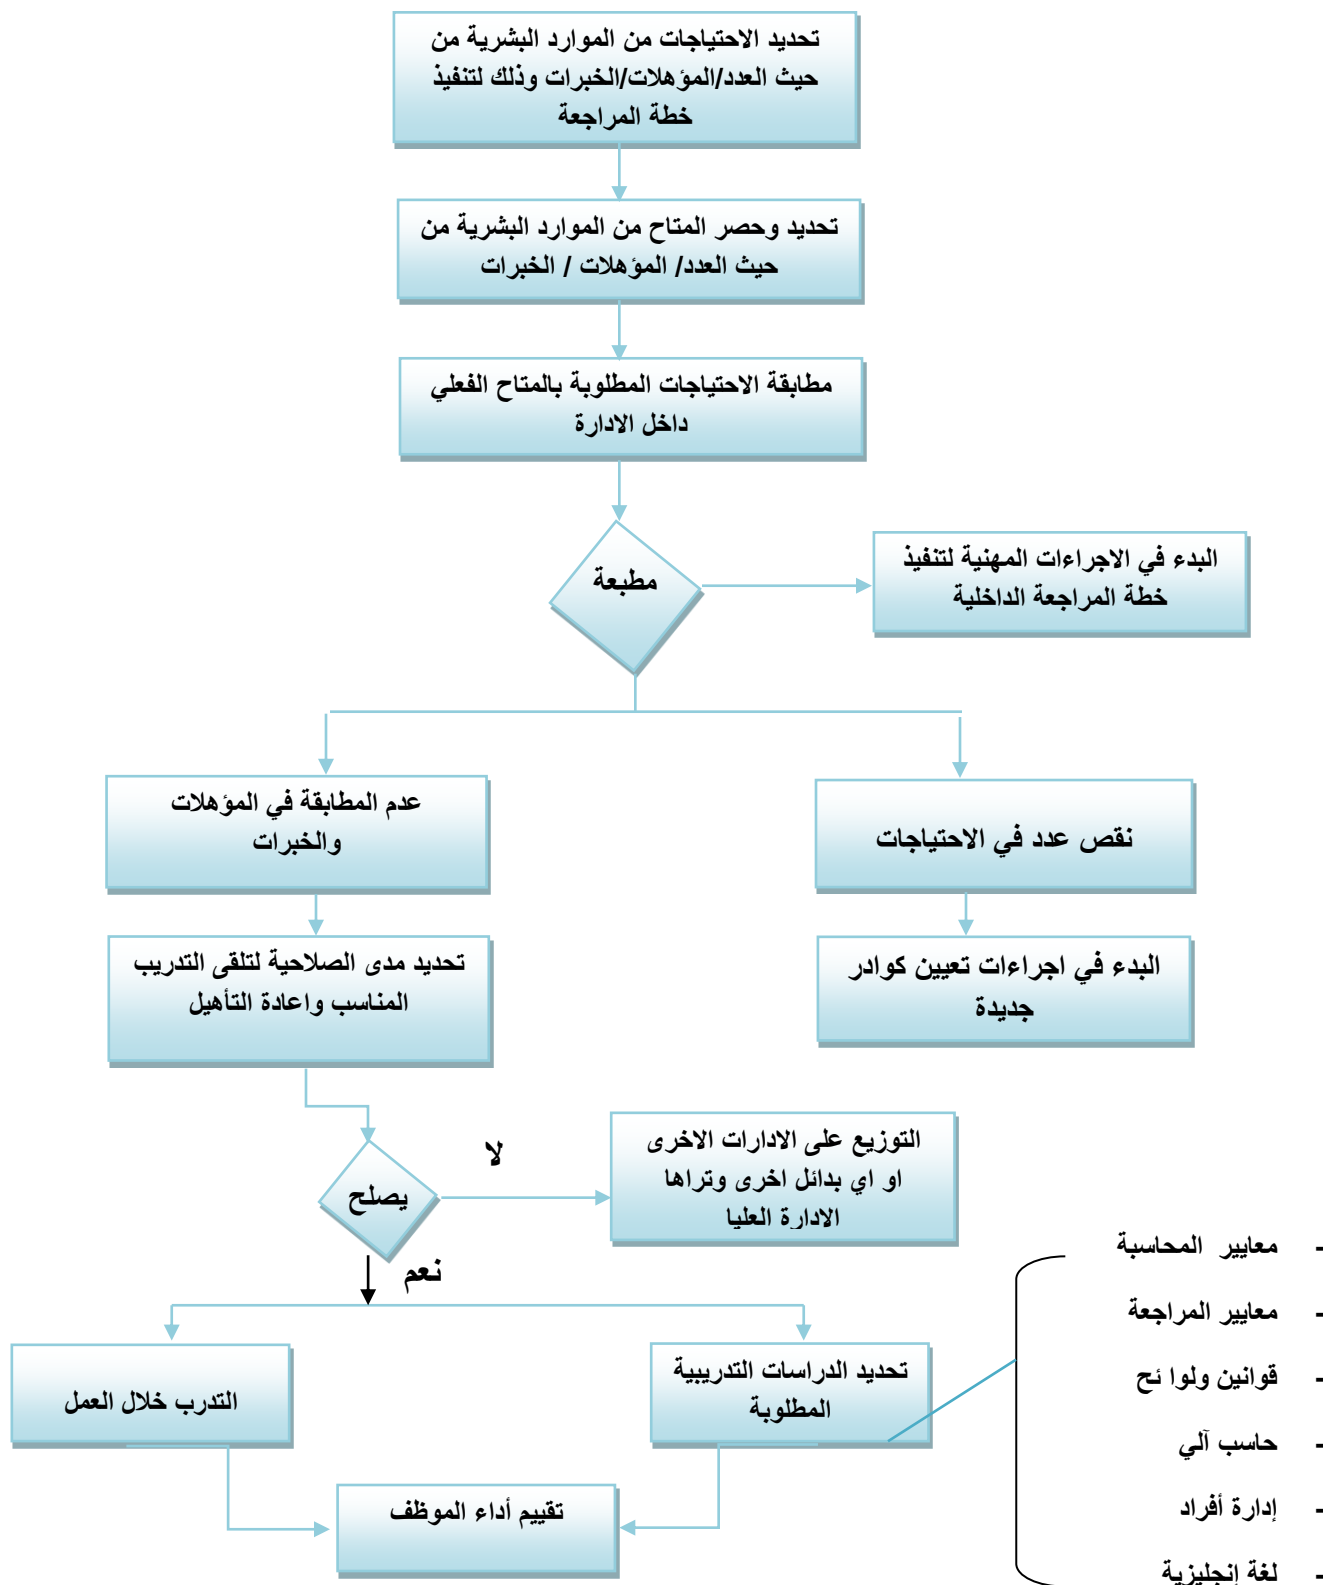 تحديد الاحتياجات من الموارد البشرية من
حيث العدد/المؤهلات/الخبرات وذلك لتنفيذ
خطة المراجعة
تحديد وحصر المتاح من الموارد البشرية من
حيث العدد/ المؤهلات / الخبرات
مطابقة الاحتياجات المطلوبة بالمتاح الفعلي
داخل الادارة
مطبعة
البدء في الاجراءات المهنية لتنفيذ
خطة المراجعة الداخلية
نقص عدد في الاحتياجات
عدم المطابقة في المؤهلات
والخبرات
البدء في اجراءات تعيين كوادر
جديدة
تحديد مدى الصلاحية لتلقى التدريب
المناسب واعادة التأهيل
يصلح
لا
التوزيع على الادارات الاخرى
او اي بدائل اخرى وتراها
الادارة العليا
نعم
تحديد الدراسات التدريبية
المطلوبة
التدرب خلال العمل
تقييم أداء الموظف
- معايير المحاسبة
- معايير المراجعة
- قوانين ولوا ئح
- حاسب آلي
- إدارة أفراد
- لغة إنجليزية